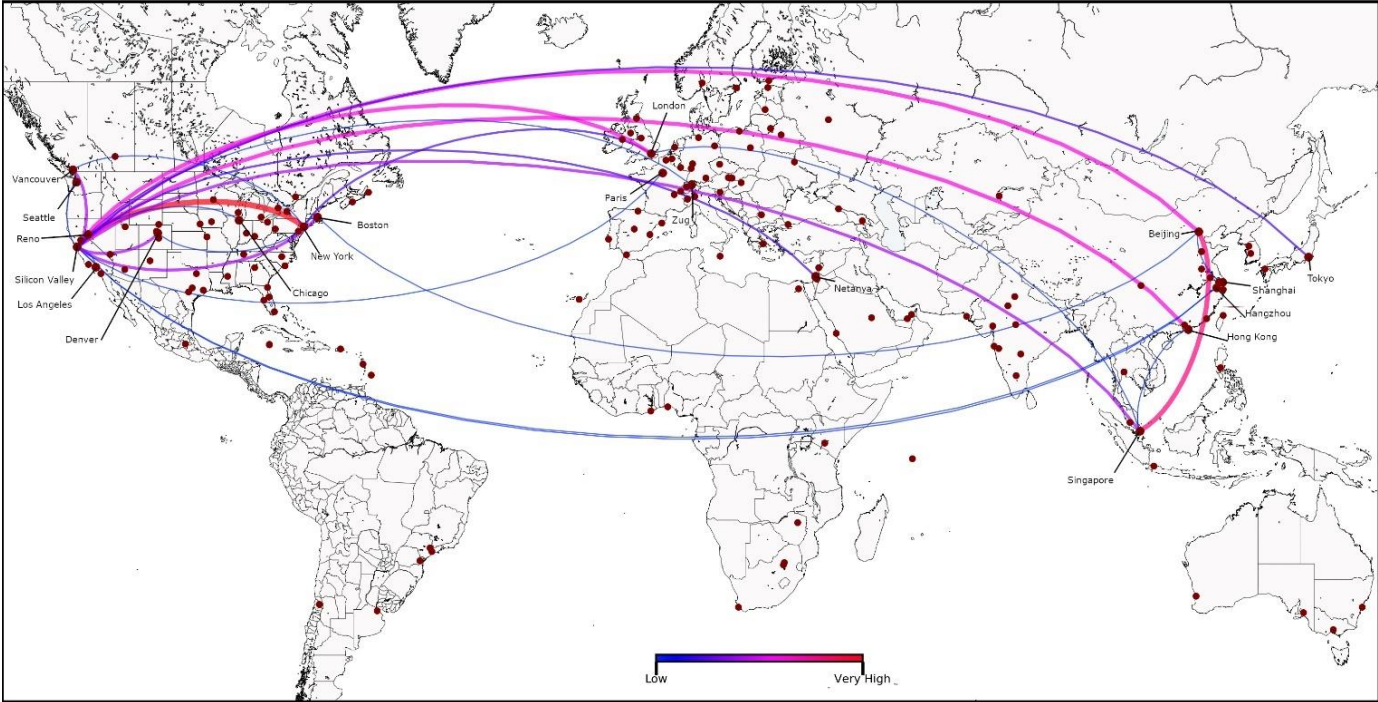 London
Vancouver
Paris
Seattle
Zug
Boston
Reno
Beijing
New York
Silicon Valley
Tokyo
Netanya
Shanghai
Chicago
Los Angeles
Hangzhou
Denver
Hong Kong
Singapore
Low
Very High